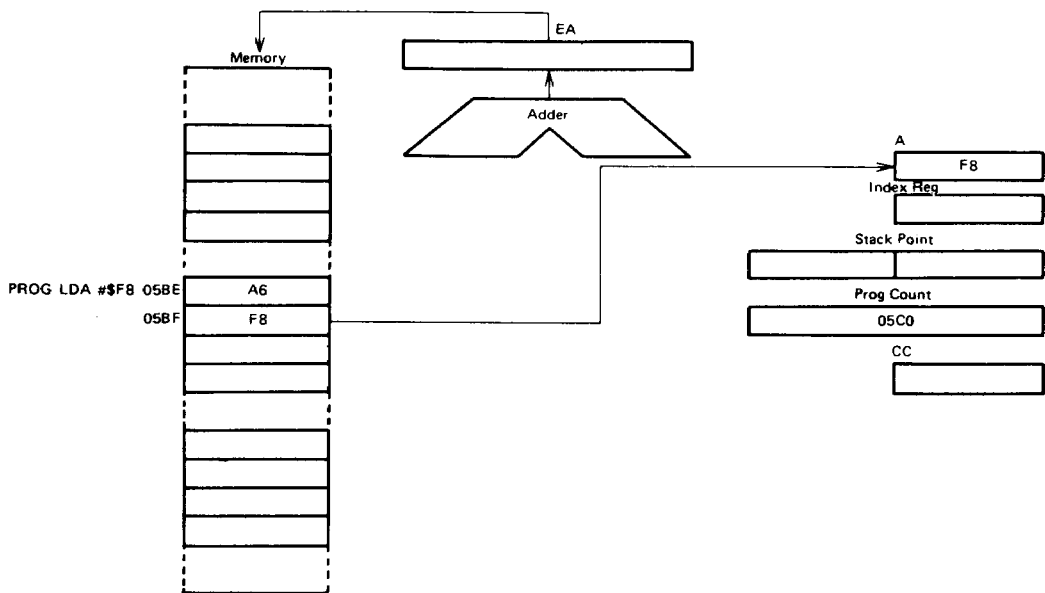 EA
Memory
Adder
A
F8
Index Reg
Stack Point
PROG LDA #$F8 05BE A6
Prog Count
05BF F8
05C0
CC